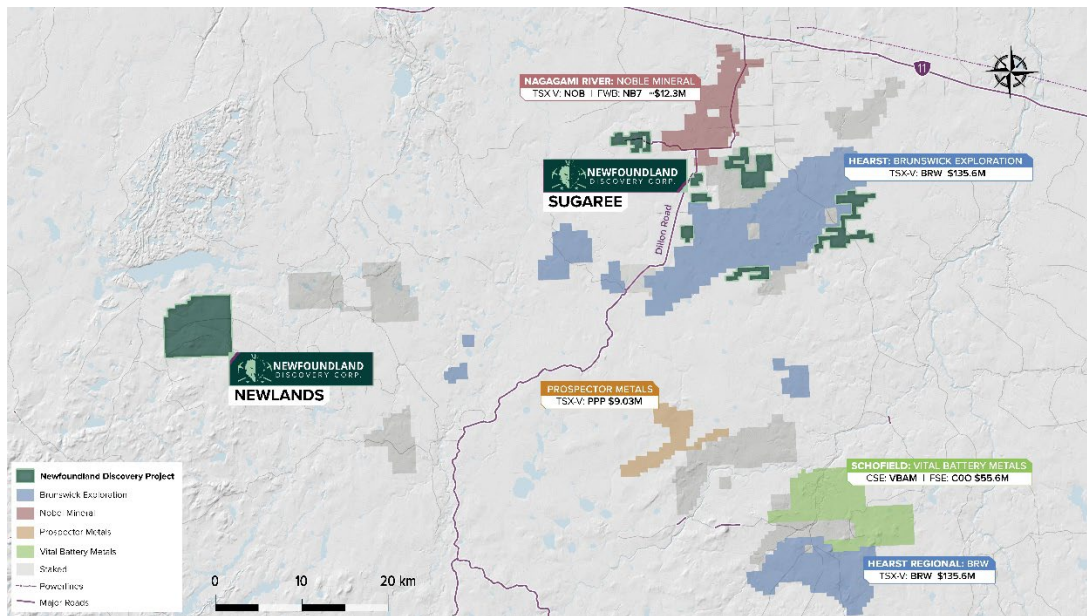 NAGAGAMI RIVER: NOBLE MINERAL
TSX V: NOB | FWB: NB7 ~$12.3M
11
NEWFOUNDLAND
DISCOVERY CORP.
SUGAREE
HEARST: BRUNSWICK EXPLORATION
TSX-V: BRW $135.6M
Dillon Road
NEWFOUNDLAND
DISCOVERY CORP.
NEWLANDS
PROSPECTOR METALS
TSX-V: PPP $9.03M
SCHOFIELD: VITAL BATTERY METALS
CSE: VBAM | FSE: C0O $55.6M
HEARST REGIONAL: BRW
TSX-V: BRW $135.6M
Newfoundland Discovery Project
Brunswick Exploration
Nobel Mineral
Prospector Metals
Vital Battery Metals
Staked
Powerlines
Major Roads
0 10 20 km